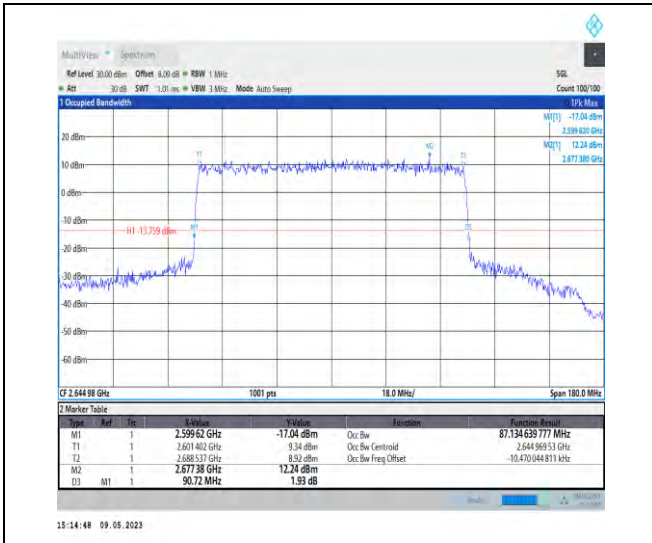 MultiView Spectrum
Ref Level 30.00 dBm Offset 8.09 dB RBW 1 MHz SGL
Att 30 dB SWT 1.01 ms VBW 3 MHz Mode Auto Sweep Count 100/100
1 Occupied Bandwidth 1Pk Max
M1[1] -17.04 dBm
2.599 620 GHz
M2[1] 12.24 dBm
2.677 380 GHz
20 dBm
10 dBm
0 dBm
-10 dBm
H1 -13.759 dBm
-20 dBm
-30 dBm
-40 dBm
-50 dBm
-60 dBm
T1
M2
T2
M1
D3
CF 2.644 98 GHz 1001 pts 18.0 MHz/ Span 180.0 MHz
2 Marker Table
Type Ref Trc X-Value Y-Value Function Function Result
M1 1 2.599 62 GHz -17.04 dBm Occ Bw 87.134 639 777 MHz
T1 1 2.601 402 GHz 9.34 dBm Occ Bw Centroid 2.644 969 53 GHz
T2 1 2.688 537 GHz 8.92 dBm Occ Bw Freq Offset -10.470 044 811 kHz
M2 1 2.677 38 GHz 12.24 dBm
D3 M1 1 90.72 MHz 1.93 dB
15:14:48 09.05.2023